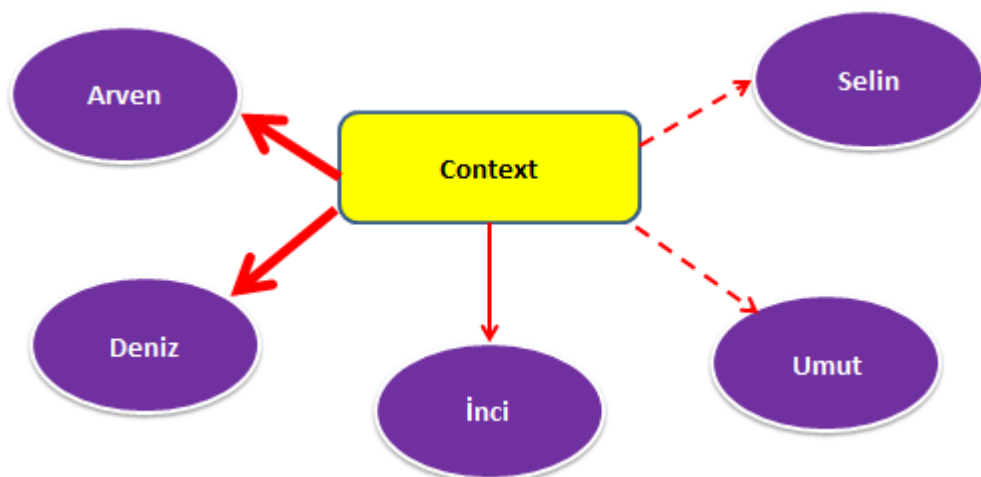 Arven
Selin
Context
Deniz
Umut
İnci